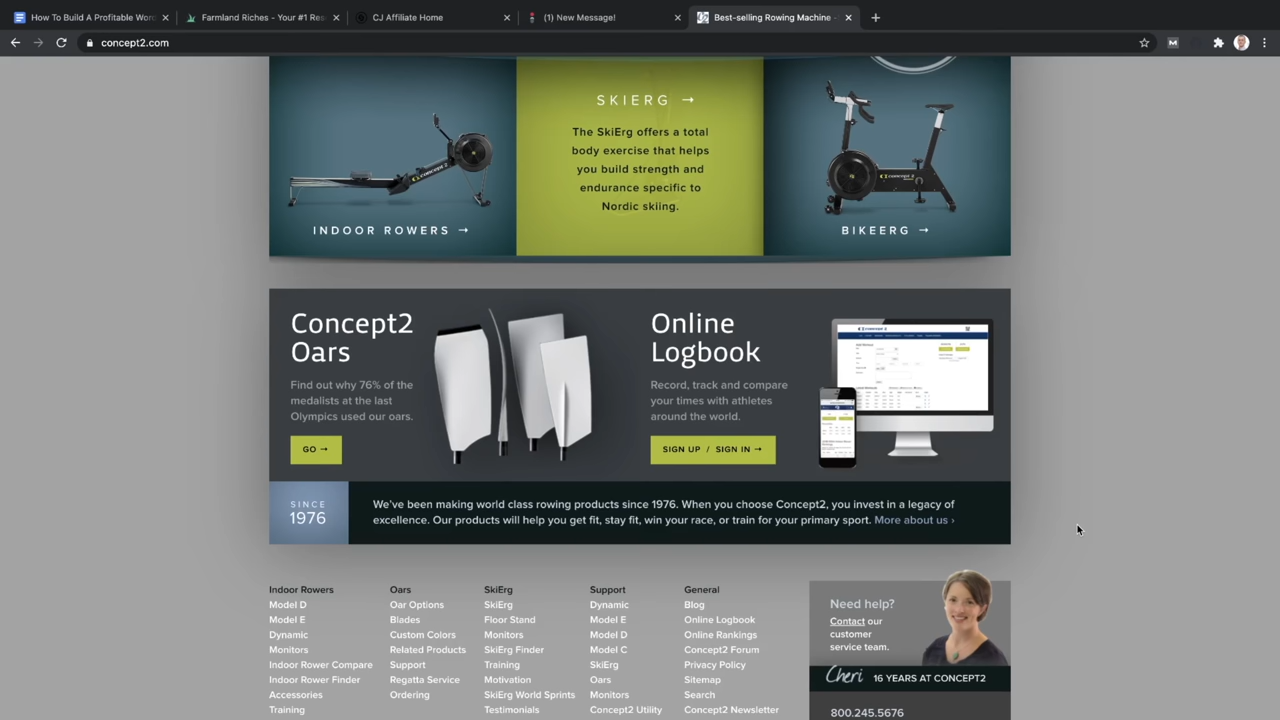 How To Build A Profitable Wor
Farmland Riches - Your #1 Rea
CJ Affiliate Home
(1) New Message!
Best-selling Rowing Machine -
concept2.com
SKIERG →
The SkiErg offers a total
body exercise that helps
you build strength and
endurance specific to
Nordic skiing.
INDOOR ROWERS →
BIKEERG →
Concept2
Oars
Find out why 76% of the
medalists at the last
Olympics used our oars.
GO →
Online
Logbook
Record, track and compare
your times with athletes
around the world.
SIGN UP / SIGN IN →
SINCE
1976
We've been making world class rowing products since 1976. When you choose Concept2, you invest in a legacy of
excellence. Our products will help you get fit, stay fit, win your race, or train for your primary sport. More about us ›
Indoor Rowers
Model D
Model E
Dynamic
Monitors
Indoor Rower Compare
Indoor Rower Finder
Accessories
Training
Oars
Oar Options
Blades
Custom Colors
Related Products
Support
Regatta Service
Ordering
SkiErg
SkiErg
Floor Stand
Monitors
SkiErg Finder
Training
Motivation
SkiErg World Sprints
Testimonials
Support
Dynamic
Model E
Model D
Model C
SkiErg
Oars
Monitors
Concept2 Utility
General
Blog
Online Logbook
Online Rankings
Concept2 Forum
Privacy Policy
Sitemap
Search
Concept2 Newsletter
Need help?
Contact our
customer
service team.
Cheri 16 YEARS AT CONCEPT2
800.245.5676